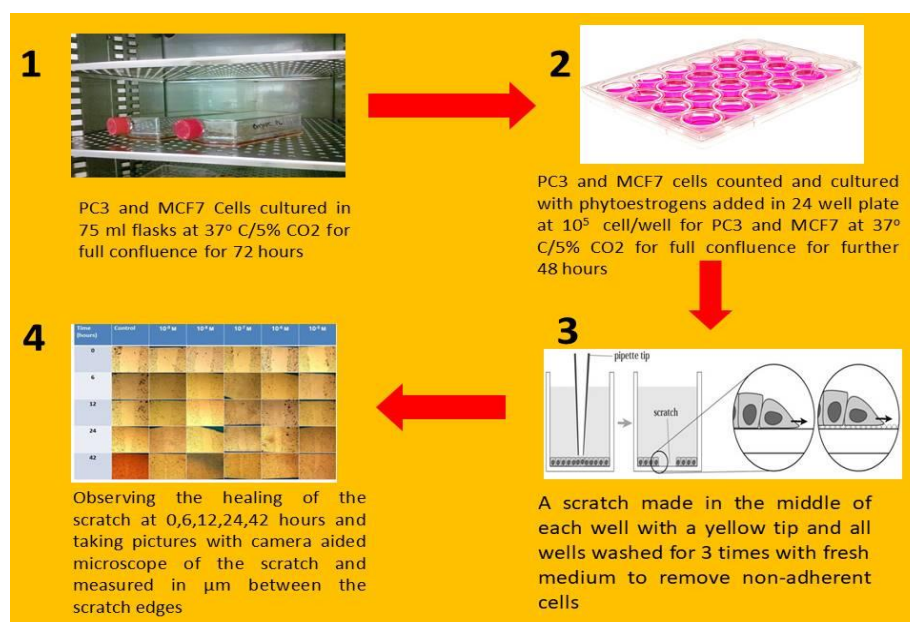 1
PC3 and MCF7 Cells cultured in
75 ml flasks at 37º C/5% CO2 for
full confluence for 72 hours
2
PC3 and MCF7 cells counted and cultured
with phytoestrogens added in 24 well plate
at 10⁵ cell/well for PC3 and MCF7 at 37º
C/5% CO2 for full confluence for further
48 hours
3
pipette tip
scratch
A scratch made in the middle of
each well with a yellow tip and all
wells washed for 3 times with fresh
medium to remove non-adherent
cells
4
Time (hours) Control
0
6
12
24
42
Observing the healing of the
scratch at 0,6,12,24,42 hours and
taking pictures with camera aided
microscope of the scratch and
measured in µm between the
scratch edges